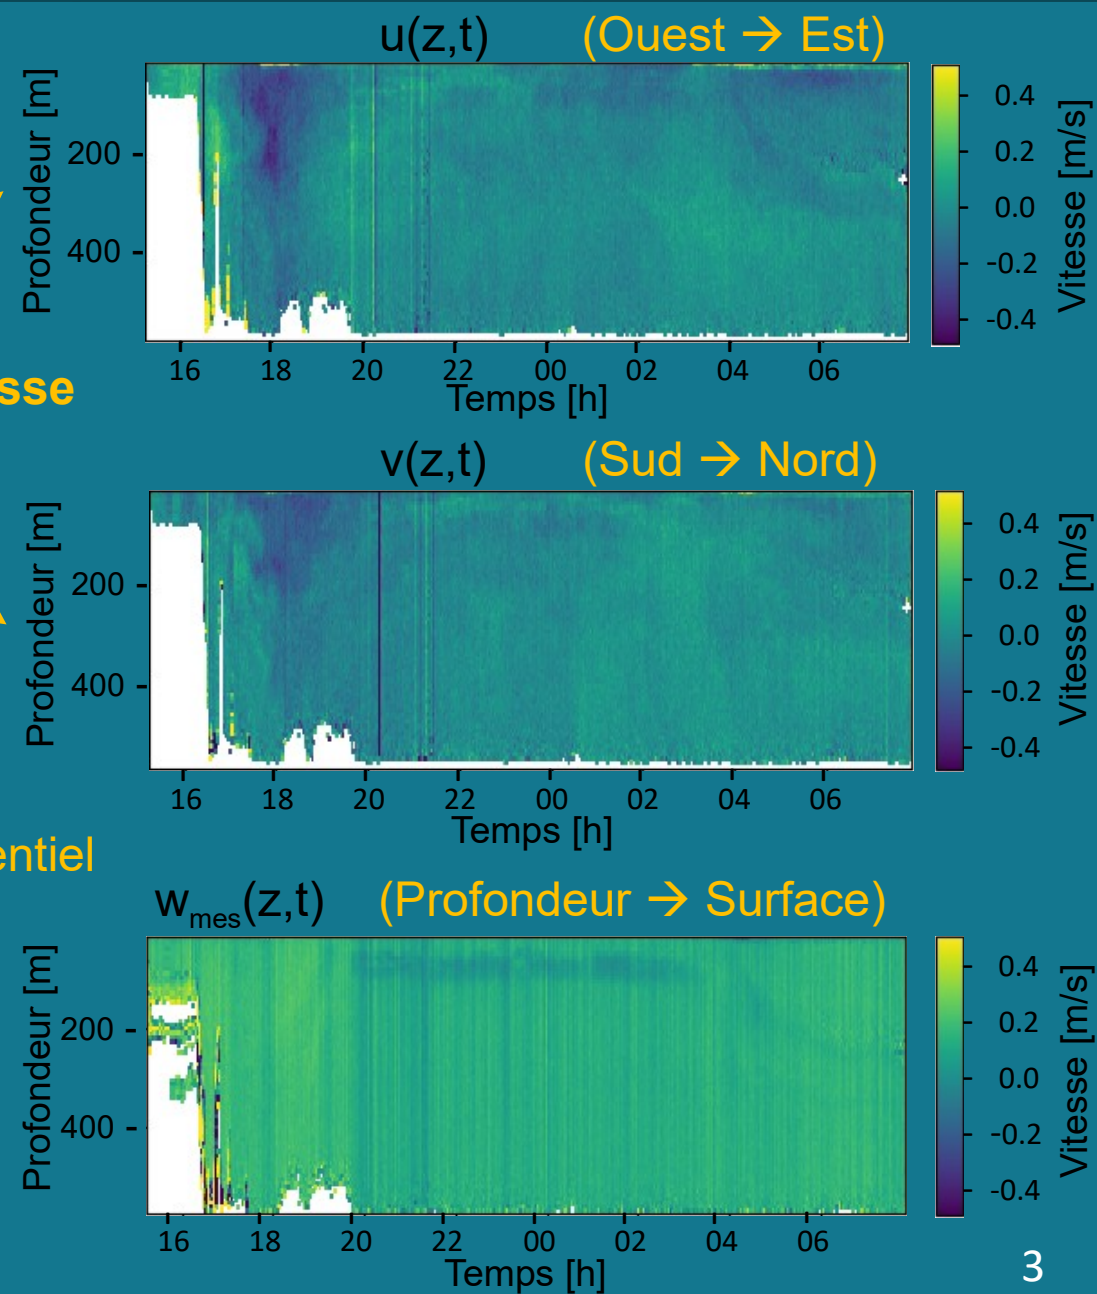 u(z,t) (Ouest → Est)
Profondeur [m]
200
400
16 18 20 22 00 02 04 06
Temps [h]
0.4
0.2
0.0
-0.2
-0.4
Vitesse [m/s]
sse
v(z,t) (Sud → Nord)
Profondeur [m]
200
400
16 18 20 22 00 02 04 06
Temps [h]
0.4
0.2
0.0
-0.2
-0.4
Vitesse [m/s]
entiel
w_mes(z,t) (Profondeur → Surface)
Profondeur [m]
200
400
16 18 20 22 00 02 04 06
Temps [h]
0.4
0.2
0.0
-0.2
-0.4
Vitesse [m/s]
3